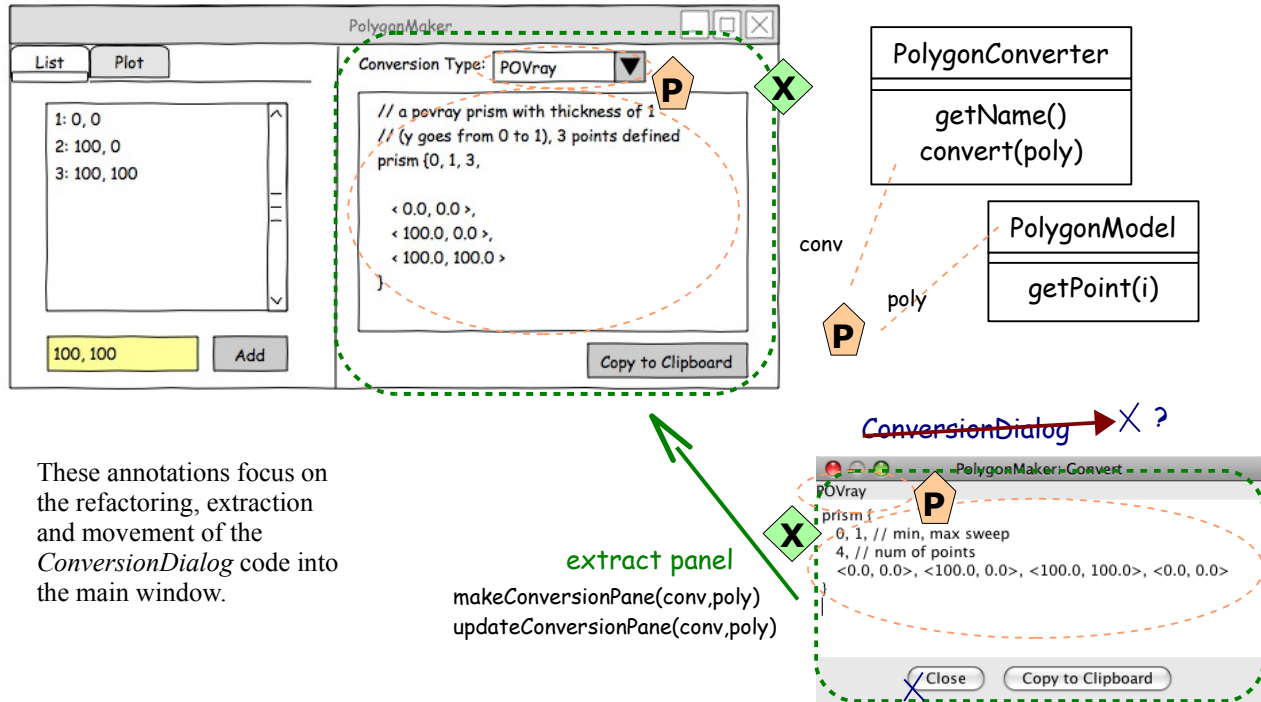 PolygonMaker
List
Plot
1: 0, 0
2: 100, 0
3: 100, 100
100, 100
Add
Conversion Type:
POVray
P
X
// a povray prism with thickness of 1
// (y goes from 0 to 1), 3 points defined
prism {0, 1, 3,
< 0.0, 0.0 >,
< 100.0, 0.0 >,
< 100.0, 100.0 >
}
Copy to Clipboard
PolygonConverter
getName()
convert(poly)
PolygonModel
getPoint(i)
conv
poly
P
These annotations focus on
the refactoring, extraction
and movement of the
ConversionDialog code into
the main window.
X
extract panel
makeConversionPane(conv,poly)
updateConversionPane(conv,poly)
ConversionDialog X ?
PolygonMaker: Convert
POVray
P
prism {
0, 1, // min, max sweep
4, // num of points
<0.0, 0.0>, <100.0, 0.0>, <100.0, 100.0>, <0.0, 0.0>
}
X
Close
Copy to Clipboard